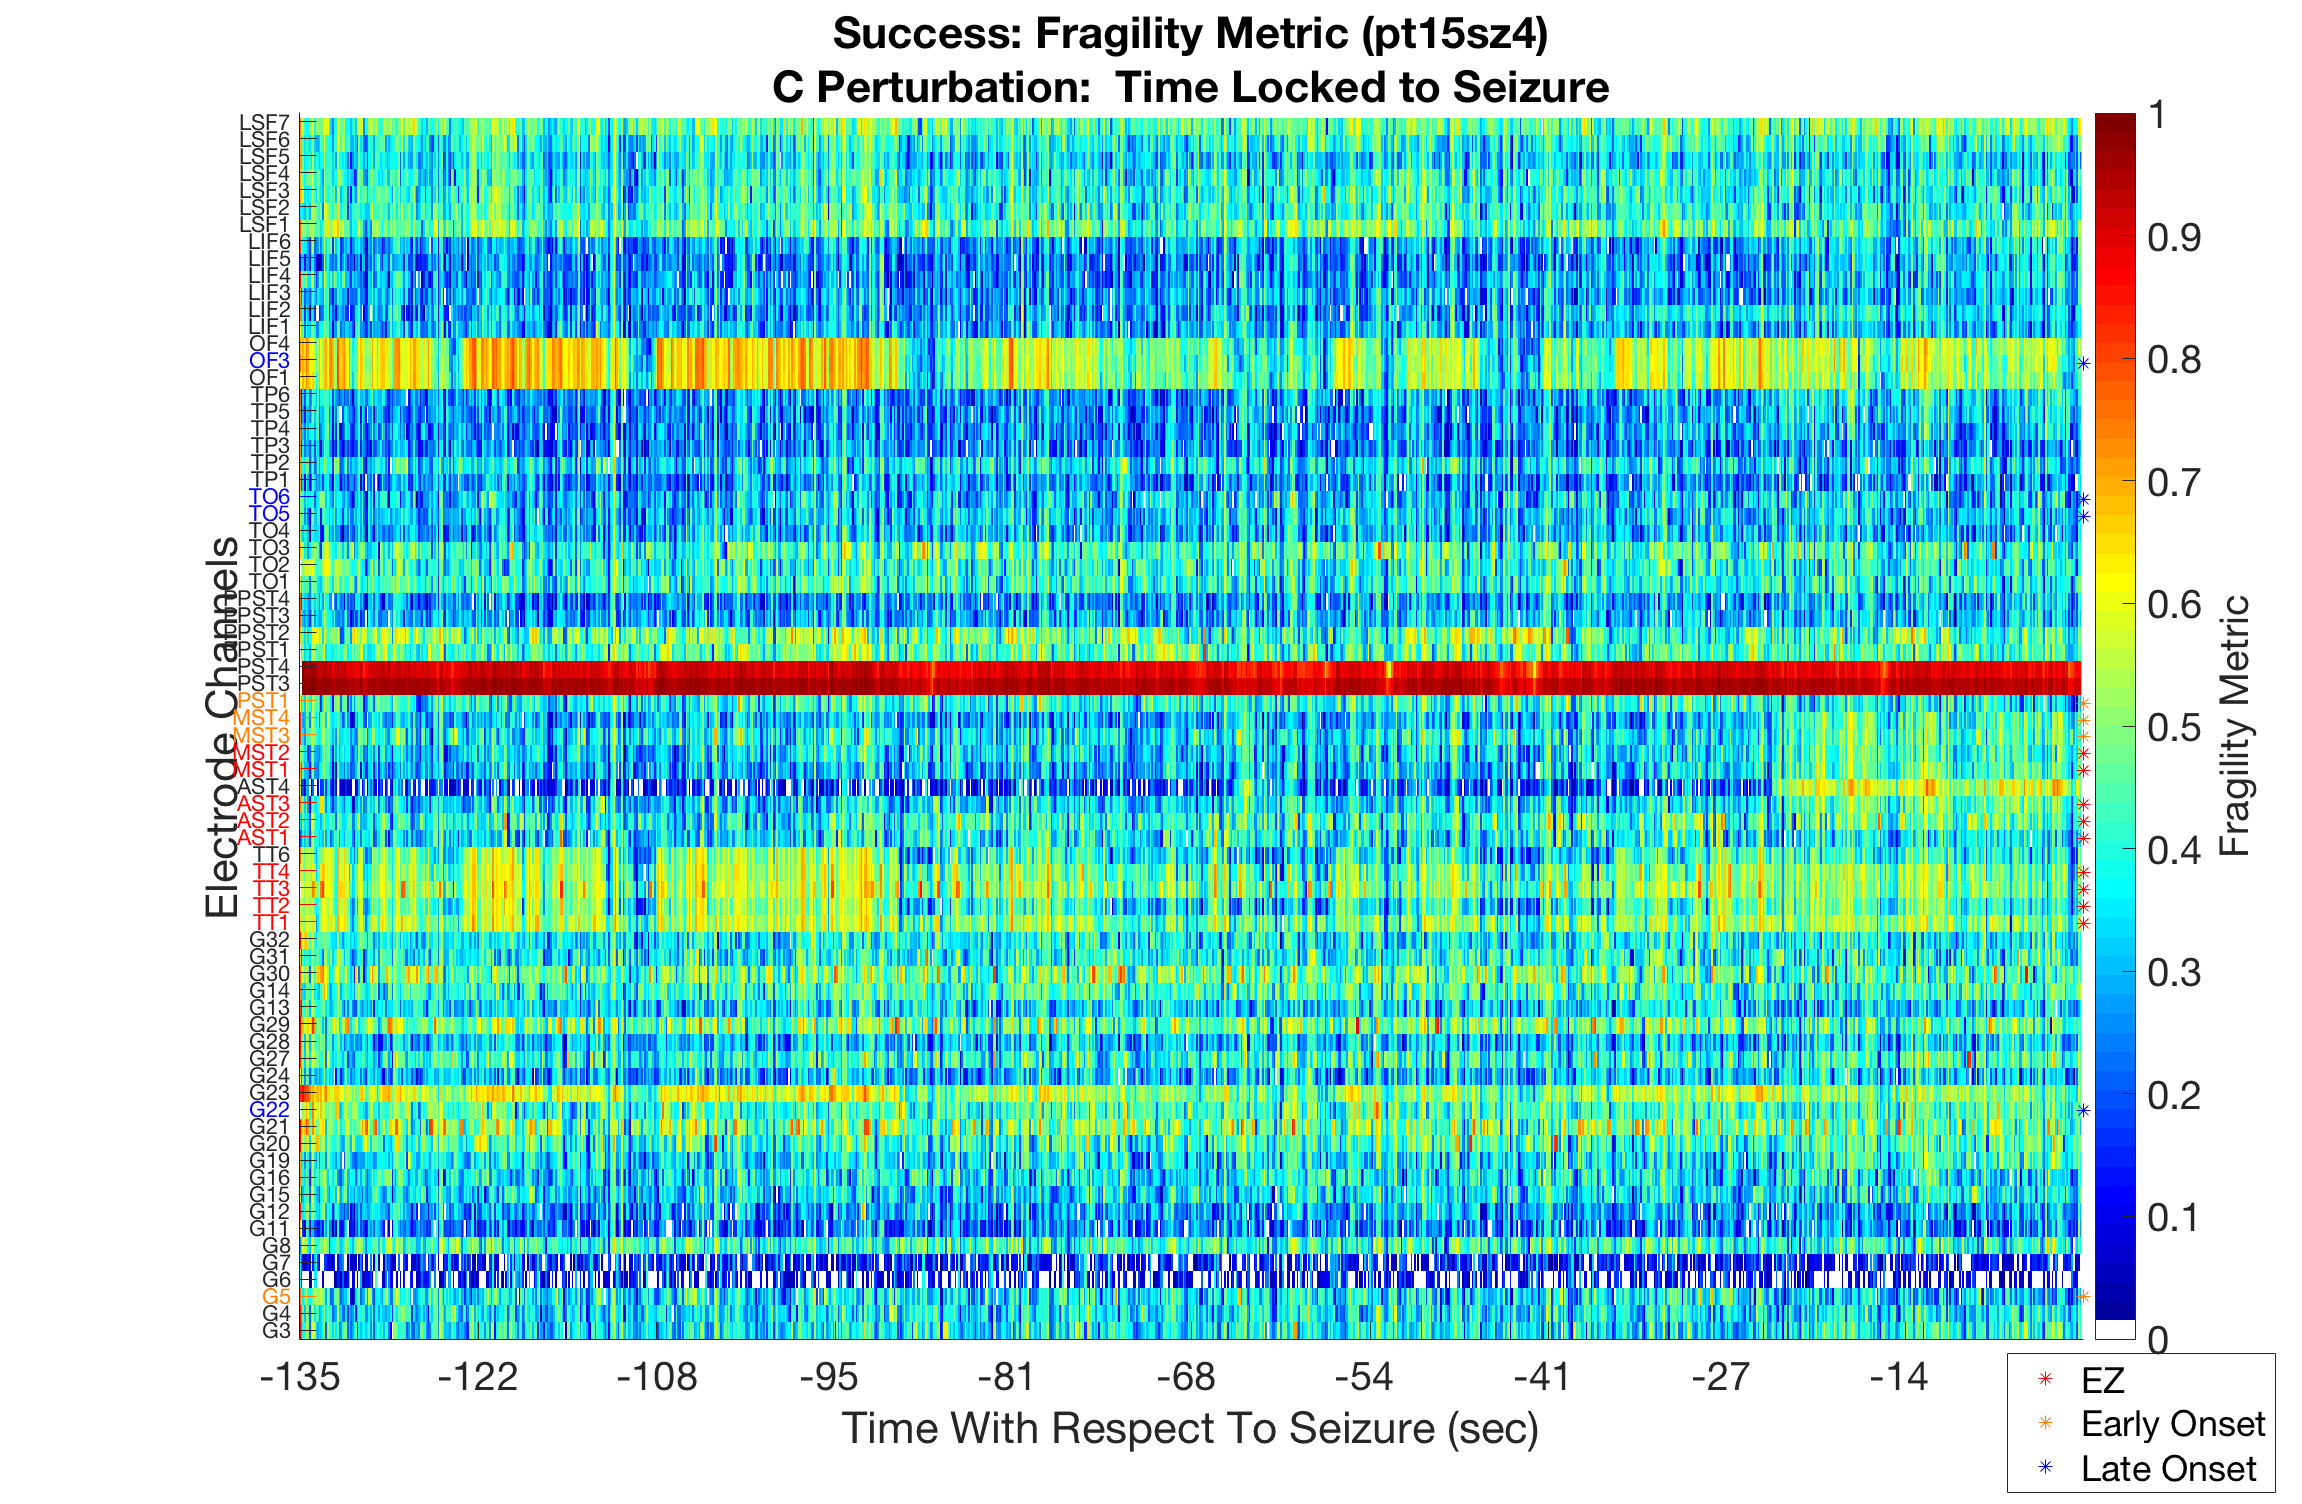 Success: Fragility Metric (pt15sz4)
C Perturbation:  Time Locked to Seizure
Electrode Channels
LSF7
LSF6
LSF5
LSF4
LSF3
LSF2
LSF1
LIF6
LIF5
LIF4
LIF3
LIF2
LIF1
OF4
OF3
OF1
TP6
TP5
TP4
TP3
TP2
TP1
TO6
TO5
TO4
TO3
TO2
TO1
PPST4
PPST3
PPST2
PPST1
PST4
PST3
PST1
MST4
MST3
MST2
MST1
AST4
AST3
AST2
AST1
TT6
TT4
TT3
TT2
TT1
G32
G31
G30
G14
G13
G29
G28
G27
G24
G23
G22
G21
G20
G19
G16
G15
G12
G11
G8
G7
G6
G5
G4
G3
-135 -122 -108 -95 -81 -68 -54 -41 -27 -14
Time With Respect To Seizure (sec)
1
0.9
0.8
0.7
0.6
0.5
0.4
0.3
0.2
0.1
0
Fragility Metric
EZ
Early Onset
Late Onset